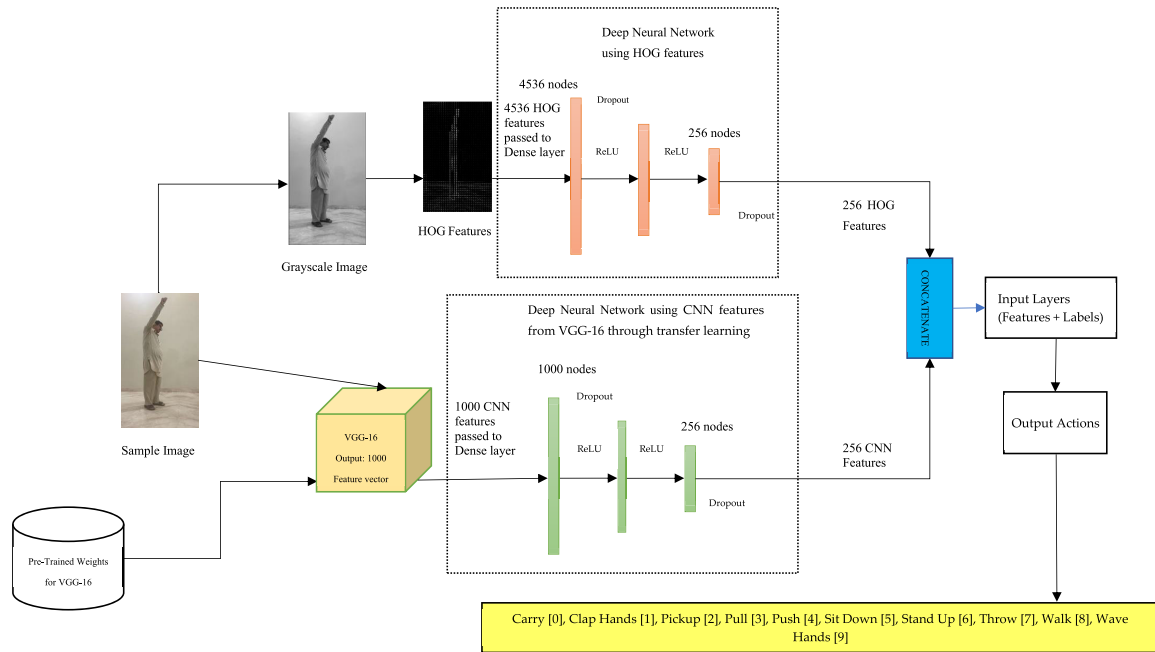 Deep Neural Network
using HOG features
4536 nodes
Dropout
4536 HOG
features
passed to
Dense layer
ReLU
ReLU
256 nodes
Dropout
HOG Features
Grayscale Image
256 HOG
Features
CONCATENATE
Input Layers
(Features + Labels)
Output Actions
Deep Neural Network using CNN features
from VGG-16 through transfer learning
1000 nodes
Dropout
1000 CNN
features
passed to
Dense layer
ReLU
ReLU
256 nodes
Dropout
256 CNN
Features
Sample Image
VGG-16
Output: 1000
Feature vector
Pre-Trained Weights
for VGG-16
Carry [0], Clap Hands [1], Pickup [2], Pull [3], Push [4], Sit Down [5], Stand Up [6], Throw [7], Walk [8], Wave
Hands [9]